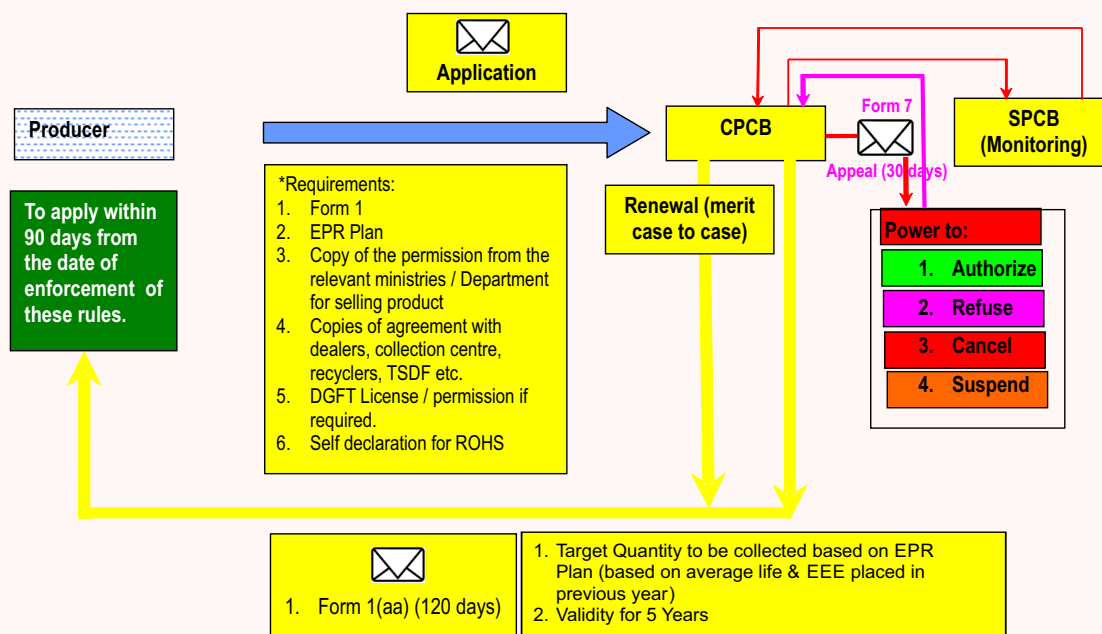 Application
Producer
CPCB
Form 7
Appeal (30 days)
SPCB
(Monitoring)
To apply within
90 days from
the date of
enforcement of
these rules.
*Requirements:
1. Form 1
2. EPR Plan
3. Copy of the permission from the
relevant ministries / Department
for selling product
4. Copies of agreement with
dealers, collection centre,
recyclers, TSDF etc.
5. DGFT License / permission if
required.
6. Self declaration for ROHS
Renewal (merit
case to case)
Power to:
1. Authorize
2. Refuse
3. Cancel
4. Suspend
1. Form 1(aa) (120 days)
1. Target Quantity to be collected based on EPR
Plan (based on average life & EEE placed in
previous year)
2. Validity for 5 Years